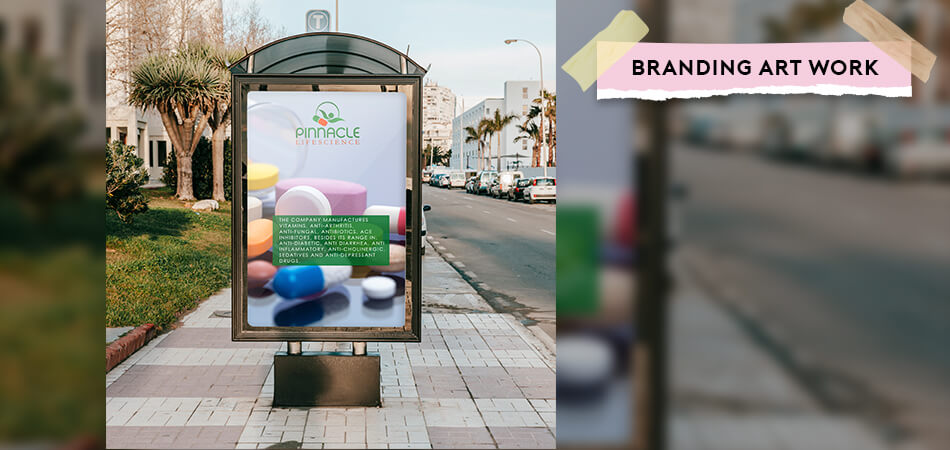 T
BRANDING ART WORK
PINNACLE
LIFESCIENCE
THE COMPANY MANUFACTURES
VITAMINS, ANTI-ARTHRITIS,
ANTI-FUNGAL, ANTIBIOTICS, ACE
INHIBITORS, BESIDES ITS RANGE IN
ANTI-DIABETIC, ANTI DIARRHEA, ANTI
INFLAMMATORY, ANTI-CHOLINERGIC
SEDATIVES AND ANTI-DEPRESSANT
DRUGS.